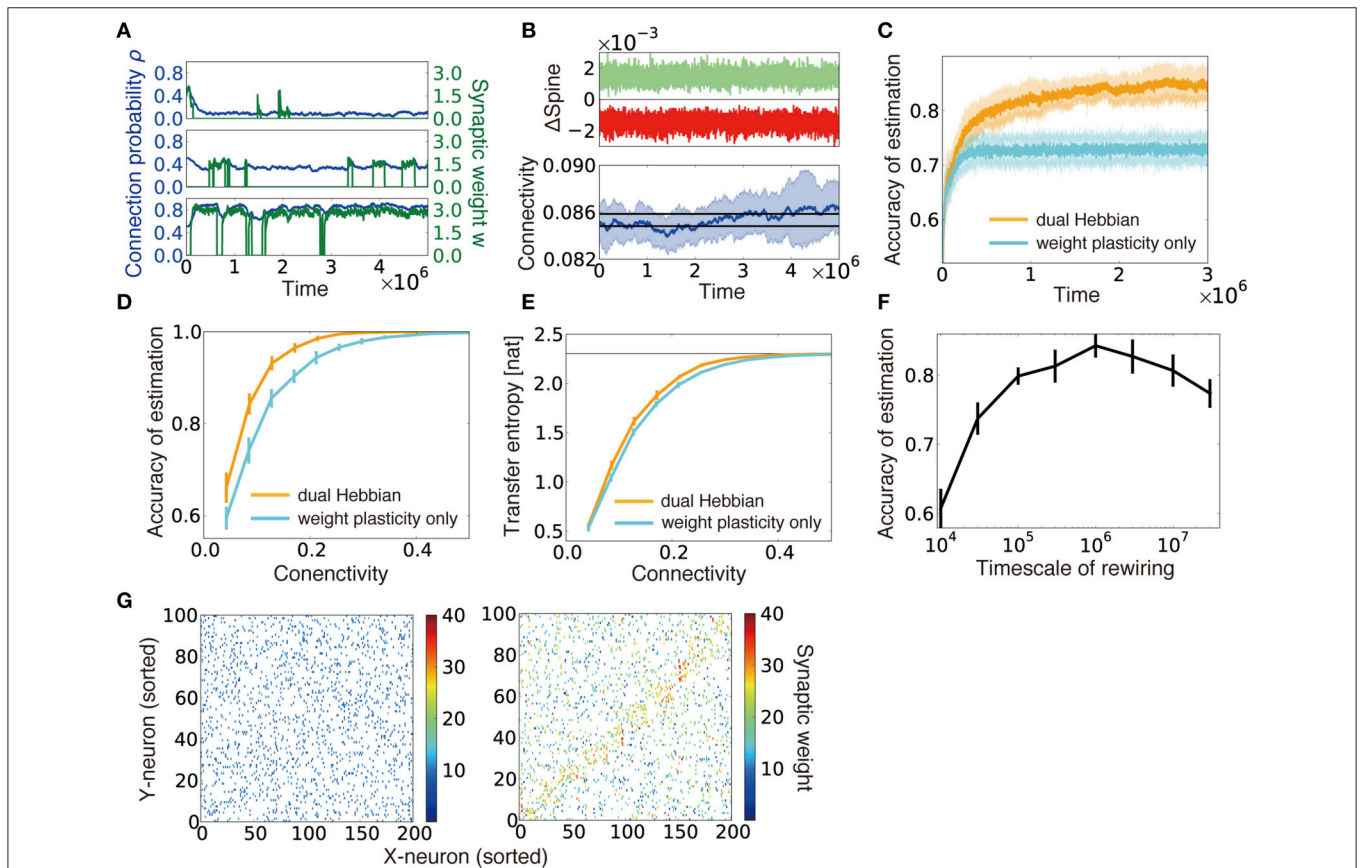 A
Connection probability ρ
0.8
0.4
0.0
0.8
0.4
0.0
0.8
0.4
0.0
3.0
1.5
0.0
3.0
1.5
0.0
3.0
1.5
0.0
Synaptic weight w
0 1 2 3 4 5
×10⁶
Time
B
×10⁻³
ΔSpine
2
0
−2
Connectivity
0.090
0.086
0.082
0 1 2 3 4 5
×10⁶
Time
C
Accuracy of estimation
0.8
0.7
0.6
dual Hebbian
weight plasticity only
0 1 2 3
Time
×10⁶
D
Accuracy of estimation
1.0
0.8
0.6
dual Hebbian
weight plasticity only
0.0 0.2 0.4
Conenctivity
E
Transfer entropy [nat]
2.5
2.0
1.5
1.0
0.5
dual Hebbian
weight plasticity only
0.0 0.2 0.4
Connectivity
F
Accuracy of estimation
0.8
0.7
0.6
10⁴ 10⁵ 10⁶ 10⁷
Timescale of rewiring
G
Y-neuron (sorted)
100
80
60
40
20
0
0 50 100 150 200
40
30
20
10
100
80
60
40
20
0
0 50 100 150 200
40
30
20
10
Synaptic weight
X-neuron (sorted)